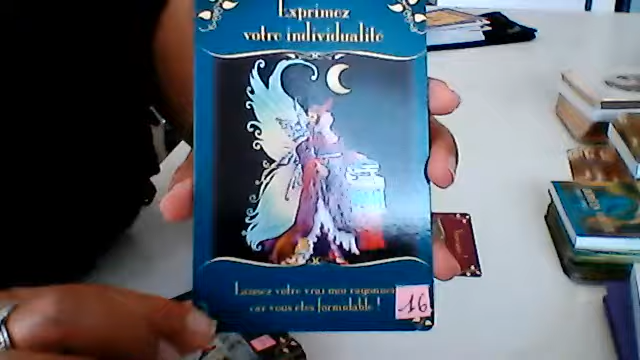 Exprimez
votre individualité
Laissez votre vrai moi rayonner
car vous êtes formidable !
16